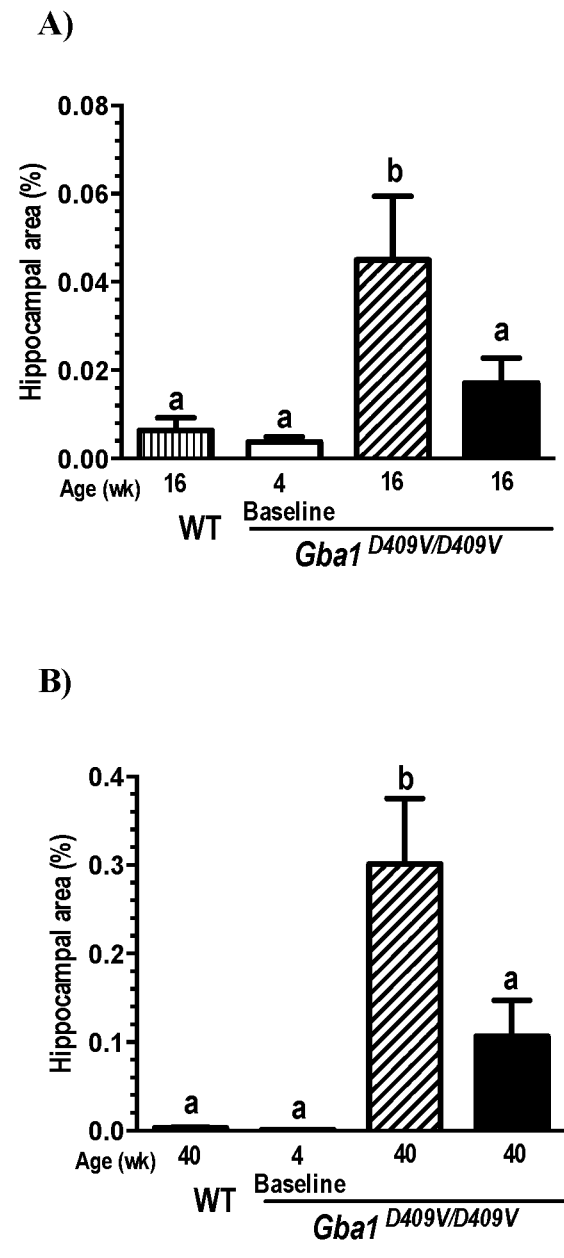 A)
Hippocampal area (%)
0.08
0.06
0.04
0.02
0.00
a
a
b
a
Age (wk) 16 4 16 16
WT Baseline
Gba1 D409V/D409V
B)
Hippocampal area (%)
0.4
0.3
0.2
0.1
0.0
a
a
b
a
Age (wk) 40 4 40 40
WT Baseline
Gba1 D409V/D409V